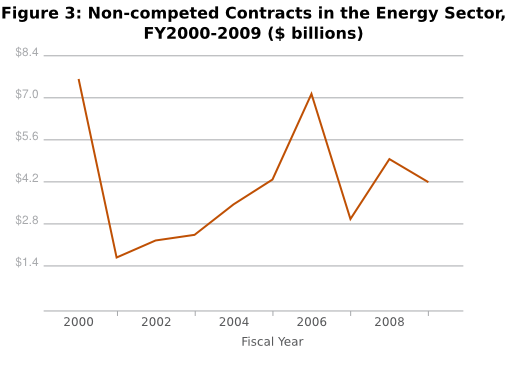 Figure 3: Non-competed Contracts in the Energy Sector,
FY2000-2009 ($ billions)
$8.4
$7.0
$5.6
$4.2
$2.8
$1.4
2000 2002 2004 2006 2008
Fiscal Year